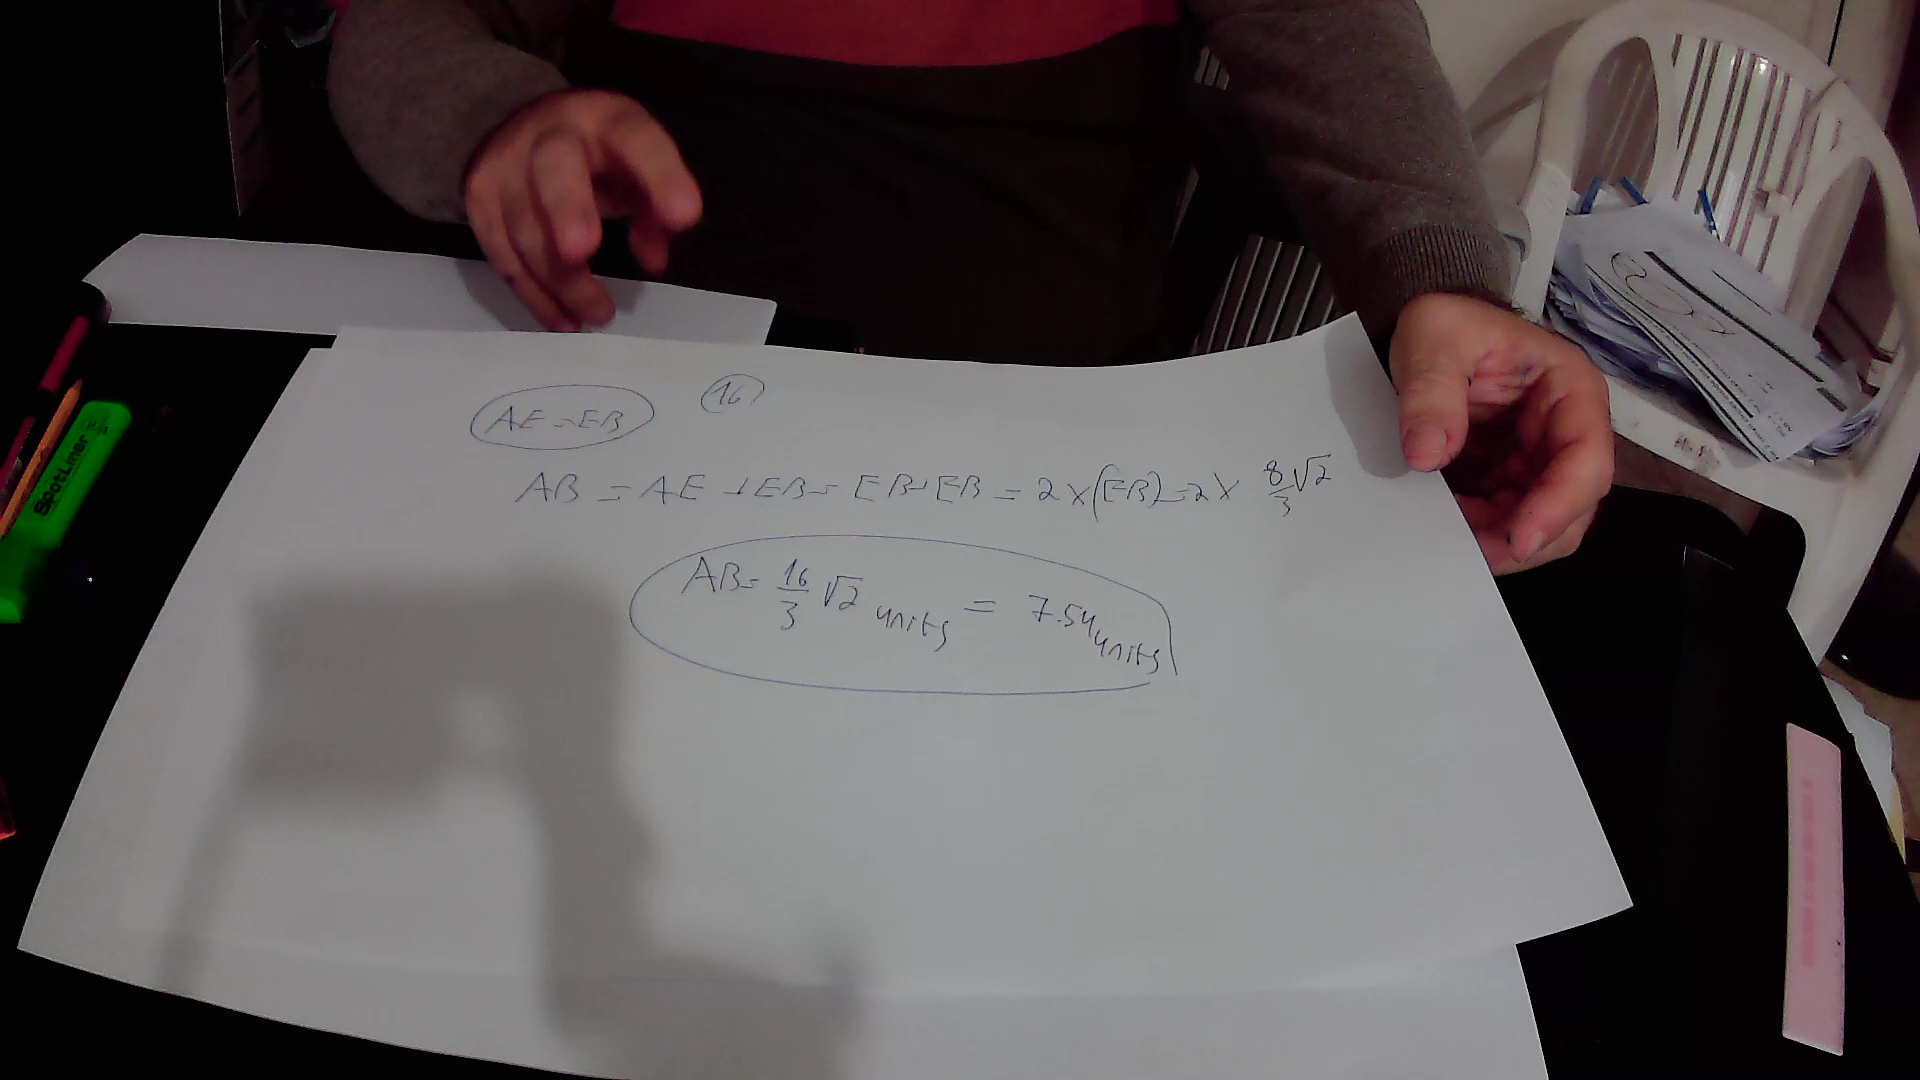 AE = EB
16
AB = AE + EB = EB + EB = 2 x (EB) = 2 x 8/3 √2
AB = 16/3 √2 units = 7.54 units
SpotLiner